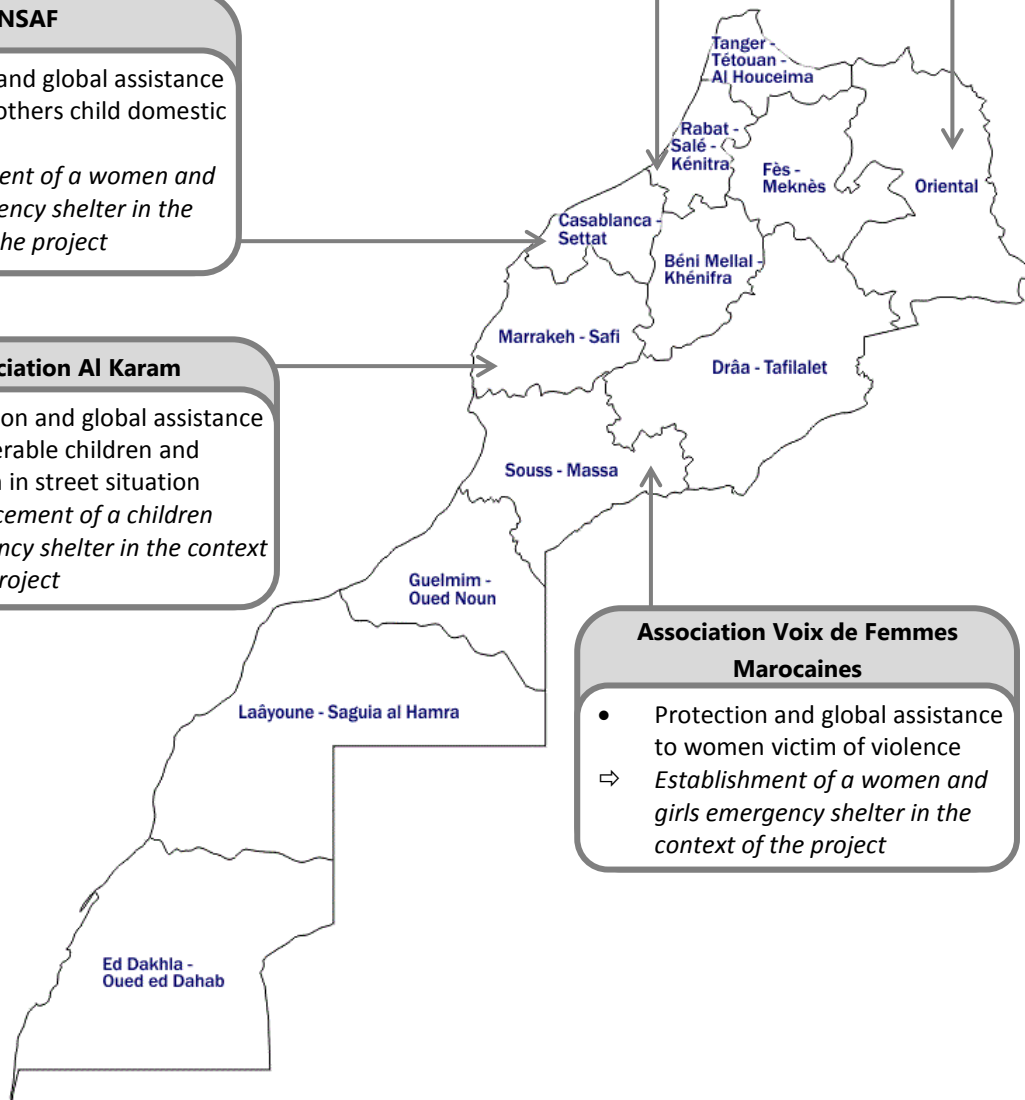 NSAF
and global assistance
others child domestic
ent of a women and
ency shelter in the
he project
ciation Al Karam
on and global assistance
erable children and
in street situation
cement of a children
ncy shelter in the context
roject
Tanger -
Tétouan -
Al Houceima
Rabat -
Salé -
Kénitra
Fès -
Meknès
Oriental
Casablanca -
Settat
Béni Mellal -
Khénifra
Marrakeh - Safi
Drâa - Tafilalet
Souss - Massa
Guelmim -
Oued Noun
Laâyoune - Saguia al Hamra
Ed Dakhla -
Oued ed Dahab
Association Voix de Femmes
Marocaines
• Protection and global assistance
to women victim of violence
⇨ Establishment of a women and
girls emergency shelter in the
context of the project